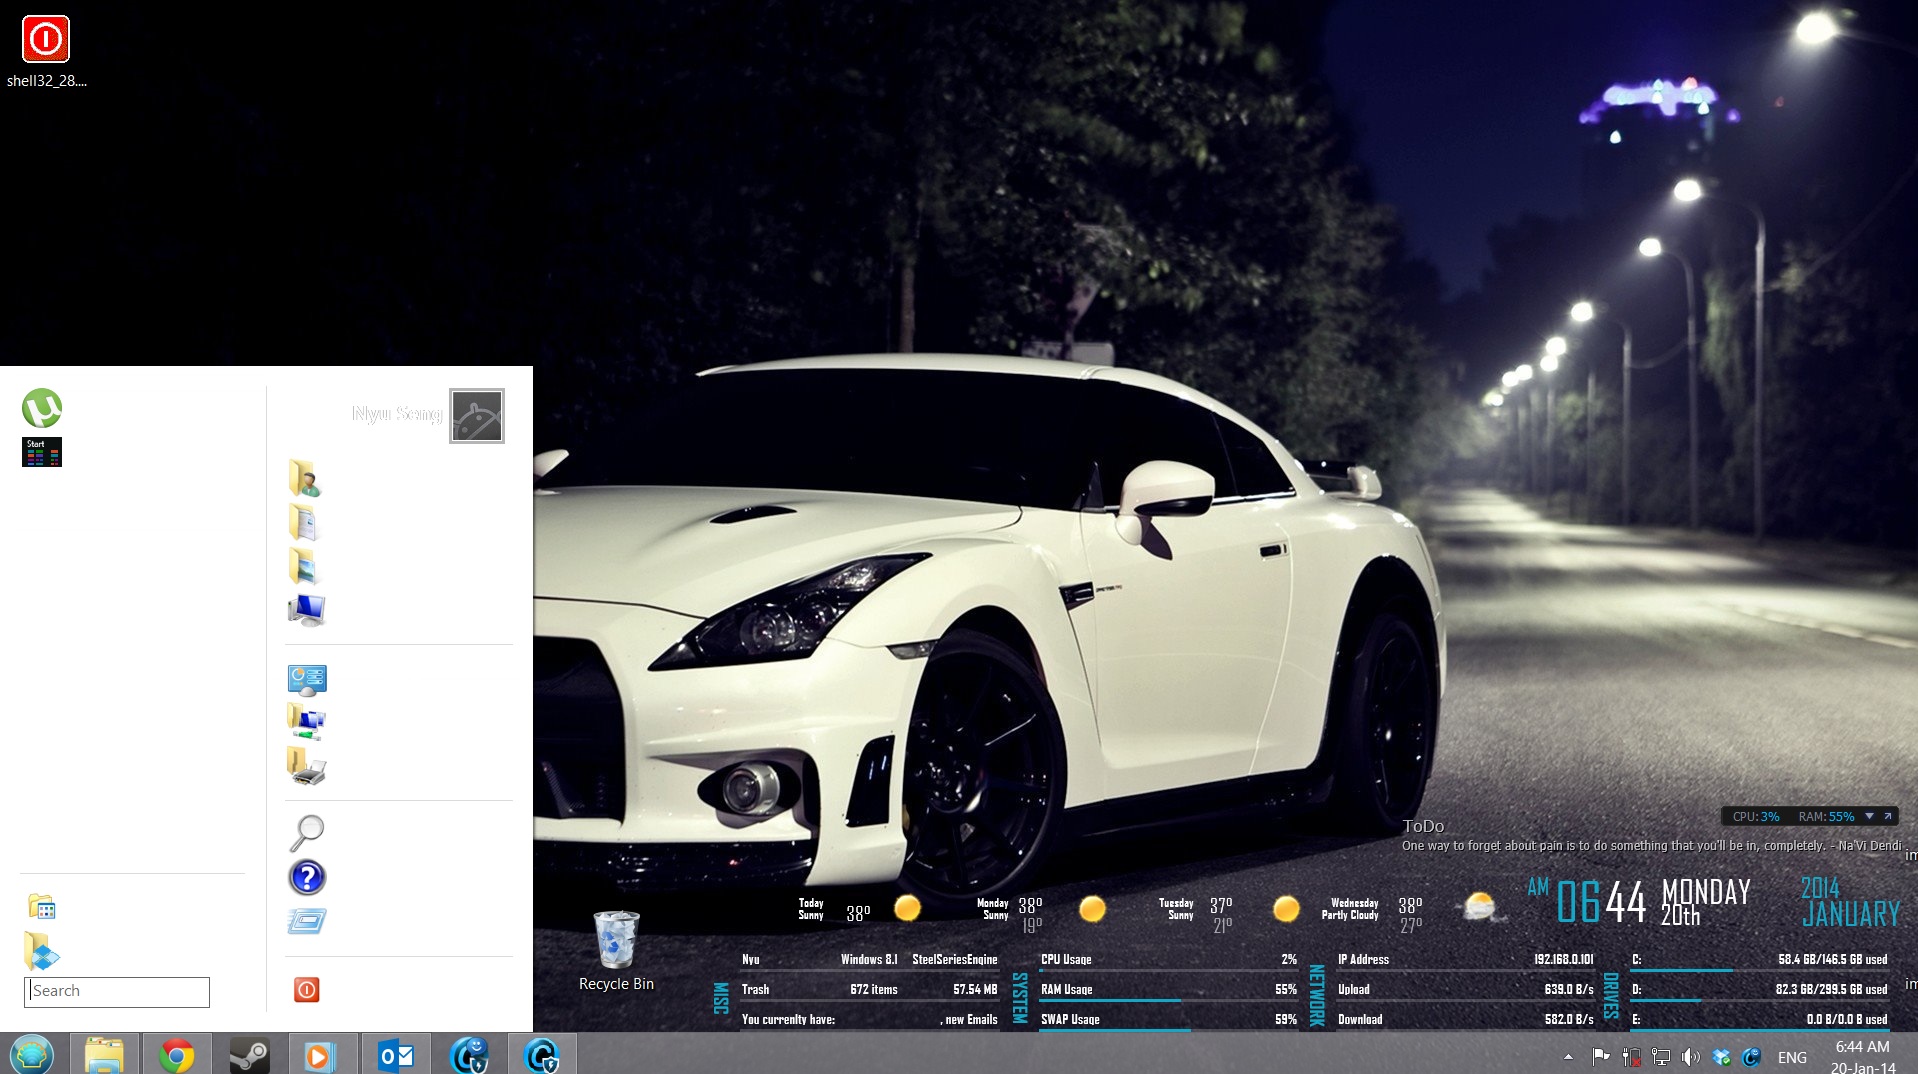 shell32_28....
Start
Nyu Seng
Search
Recycle Bin
CPU: 3% RAM: 55%
ToDo
One way to forget about pain is to do something that you'll be in, completely. - Na'Vi Dendi
im
im
Today
Sunny
38°
Monday
Sunny
38°
19°
Tuesday
Sunny
37°
21°
Wednesday
Partly Cloudy
38°
27°
AM 06 44 MONDAY
20th
2014
JANUARY
MISC
Nyu Windows 8.1 SteelSeriesEngine
Trash 672 items 57.54 MB
You currenlty have: , new Emails
SYSTEM
CPU Usage 2%
RAM Usage 55%
SWAP Usage 59%
NETWORK
IP Address 192.168.0.101
Upload 639.0 B/s
Download 582.0 B/s
DRIVES
C: 58.4 GB/146.5 GB used
D: 82.3 GB/299.5 GB used
E: 0.0 B/0.0 B used
ENG
6:44 AM
20-Jan-14